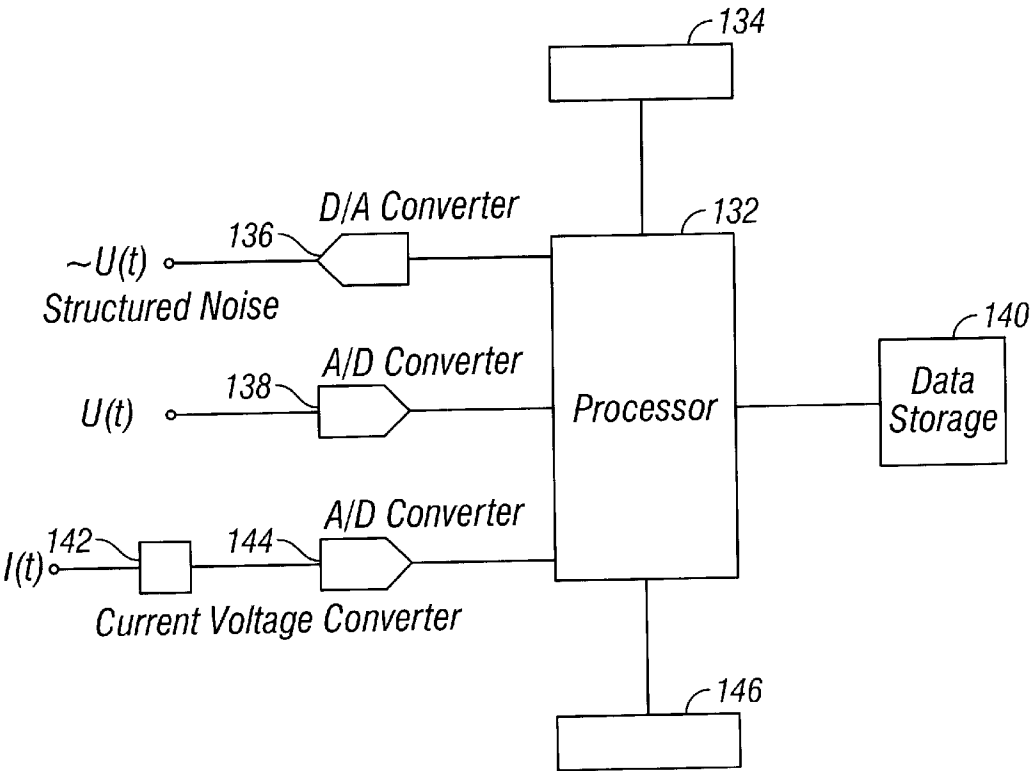 134
132
D/A Converter
136
~U(t)
Structured Noise
140
Data
Storage
A/D Converter
138
U(t)
Processor
A/D Converter
142
144
I(t)
Current Voltage Converter
146